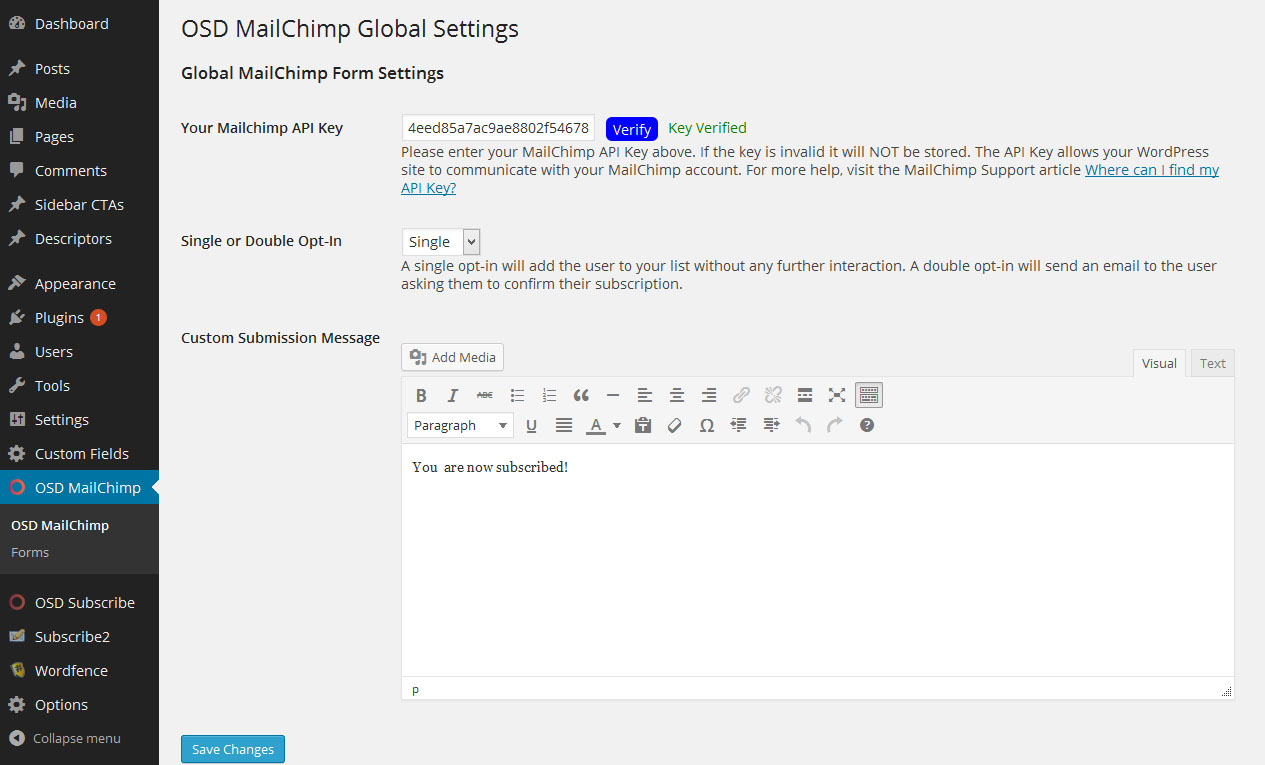 Dashboard
Posts
Media
Pages
Comments
Sidebar CTAs
Descriptors
Appearance
Plugins 1
Users
Tools
Settings
Custom Fields
OSD MailChimp
OSD MailChimp
Forms
OSD Subscribe
Subscribe2
Wordfence
Options
Collapse menu
OSD MailChimp Global Settings
Global MailChimp Form Settings
Your Mailchimp API Key
4eed85a7ac9ae8802f54678 Verify Key Verified
Please enter your MailChimp API Key above. If the key is invalid it will NOT be stored. The API Key allows your WordPress
site to communicate with your MailChimp account. For more help, visit the MailChimp Support article Where can I find my
API Key?
Single or Double Opt-In
Single
A single opt-in will add the user to your list without any further interaction. A double opt-in will send an email to the user
asking them to confirm their subscription.
Custom Submission Message
Add Media
Visual Text
B I ABC
Paragraph U A T Ω ?
You  are now subscribed!
p
Save Changes